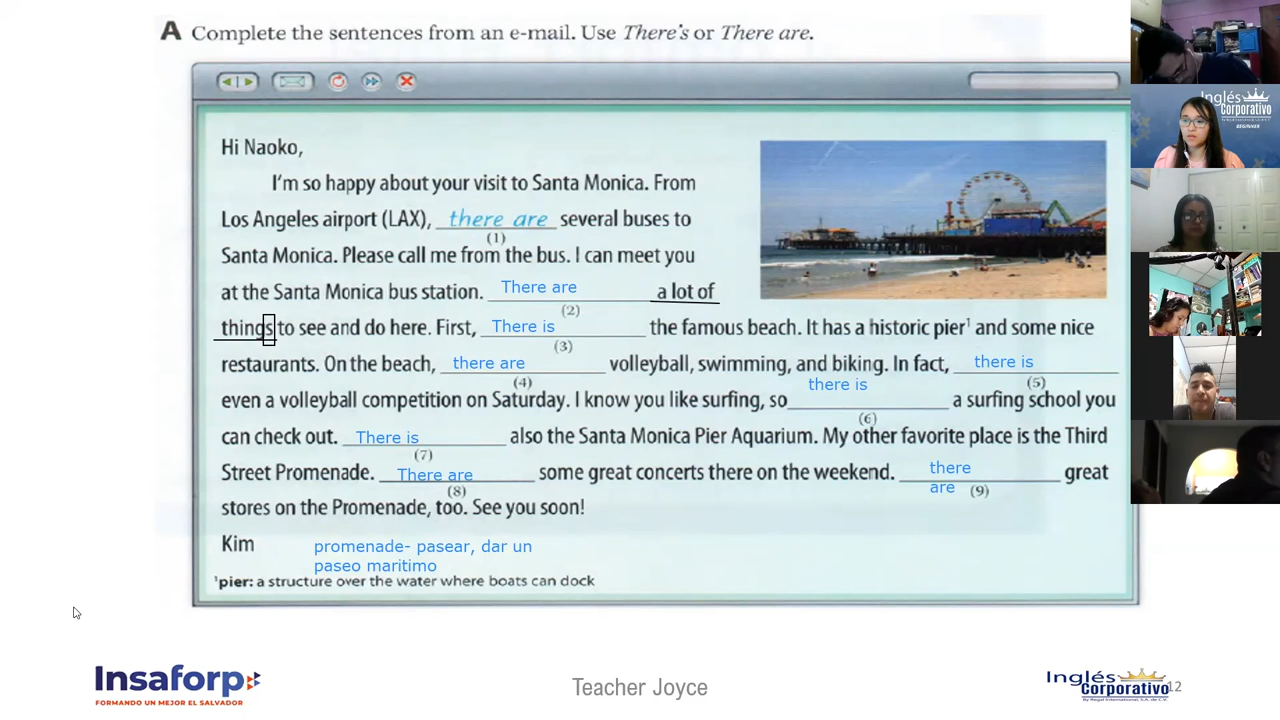 A Complete the sentences from an e-mail. Use There's or There are.
Hi Naoko,
I'm so happy about your visit to Santa Monica. From
Los Angeles airport (LAX), there are several buses to
(1)
Santa Monica. Please call me from the bus. I can meet you
at the Santa Monica bus station. There are a lot of
(2)
things to see and do here. First, There is the famous beach. It has a historic pier¹ and some nice
(3)
restaurants. On the beach, there are volleyball, swimming, and biking. In fact, there is
(4) (5)
even a volleyball competition on Saturday. I know you like surfing, so there is a surfing school you
(6)
can check out. There is also the Santa Monica Pier Aquarium. My other favorite place is the Third
(7)
Street Promenade. There are some great concerts there on the weekend. there are great
(8) (9)
stores on the Promenade, too. See you soon!
Kim
promenade- pasear, dar un
paseo maritimo
¹pier: a structure over the water where boats can dock
Insaforp
FORMANDO UN MEJOR EL SALVADOR
Teacher Joyce
Inglés
Corporativo
By Regal International, S.A. de C.V.
12
Inglés
Corporativo
BEGINNER